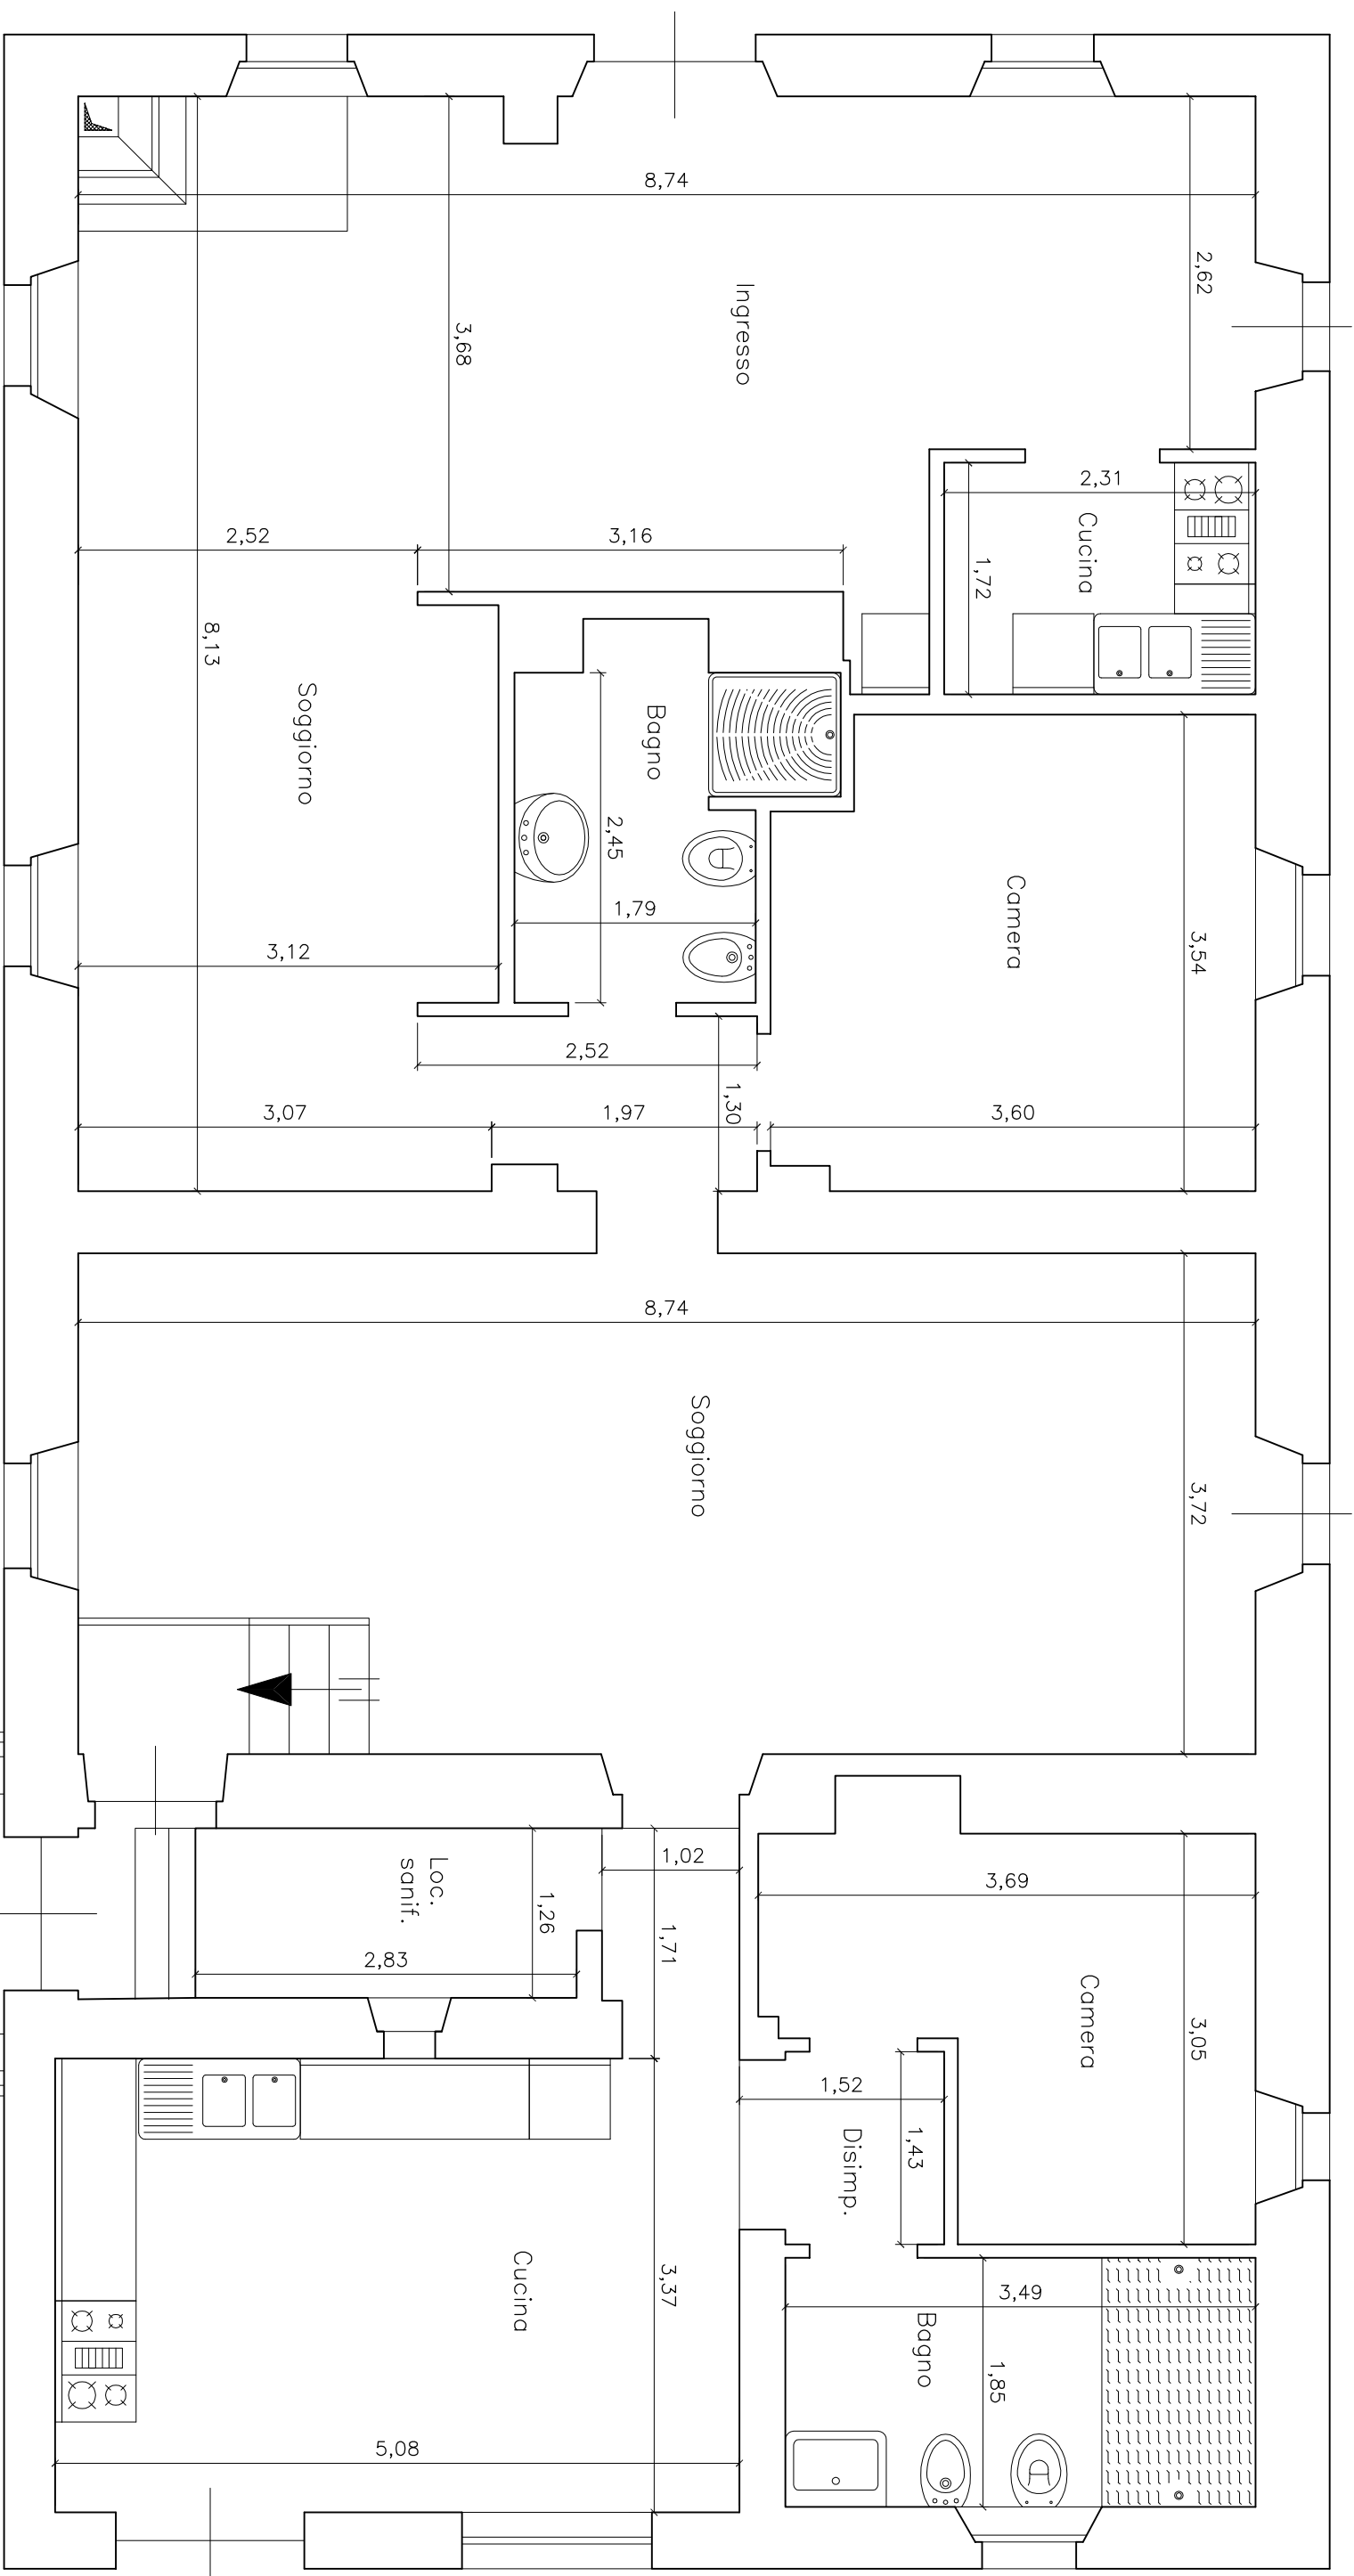 8,74
2,62
Ingresso
3,68
2,31
Cucina
1,72
2,52
3,16
8,13
Soggiorno
Bagno
2,45
1,79
Camera
3,54
3,12
2,52
1,30
3,07
1,97
3,60
8,74
Soggiorno
3,72
1,02
Loc.
sanif.
1,26
1,71
2,83
3,69
Camera
3,05
1,52
1,43
Disimp.
Cucina
3,37
3,49
Bagno
1,85
5,08